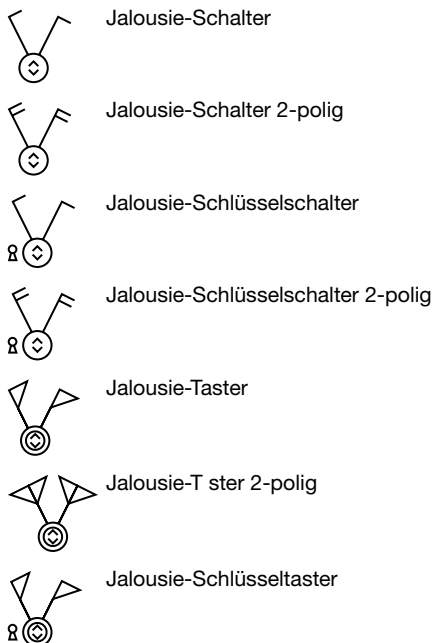 Jalousie-Schalter
Jalousie-Schalter 2-polig
Jalousie-Schlüsselschalter
Jalousie-Schlüsselschalter 2-polig
Jalousie-Taster
Jalousie-T ster 2-polig
Jalousie-Schlüsseltaster